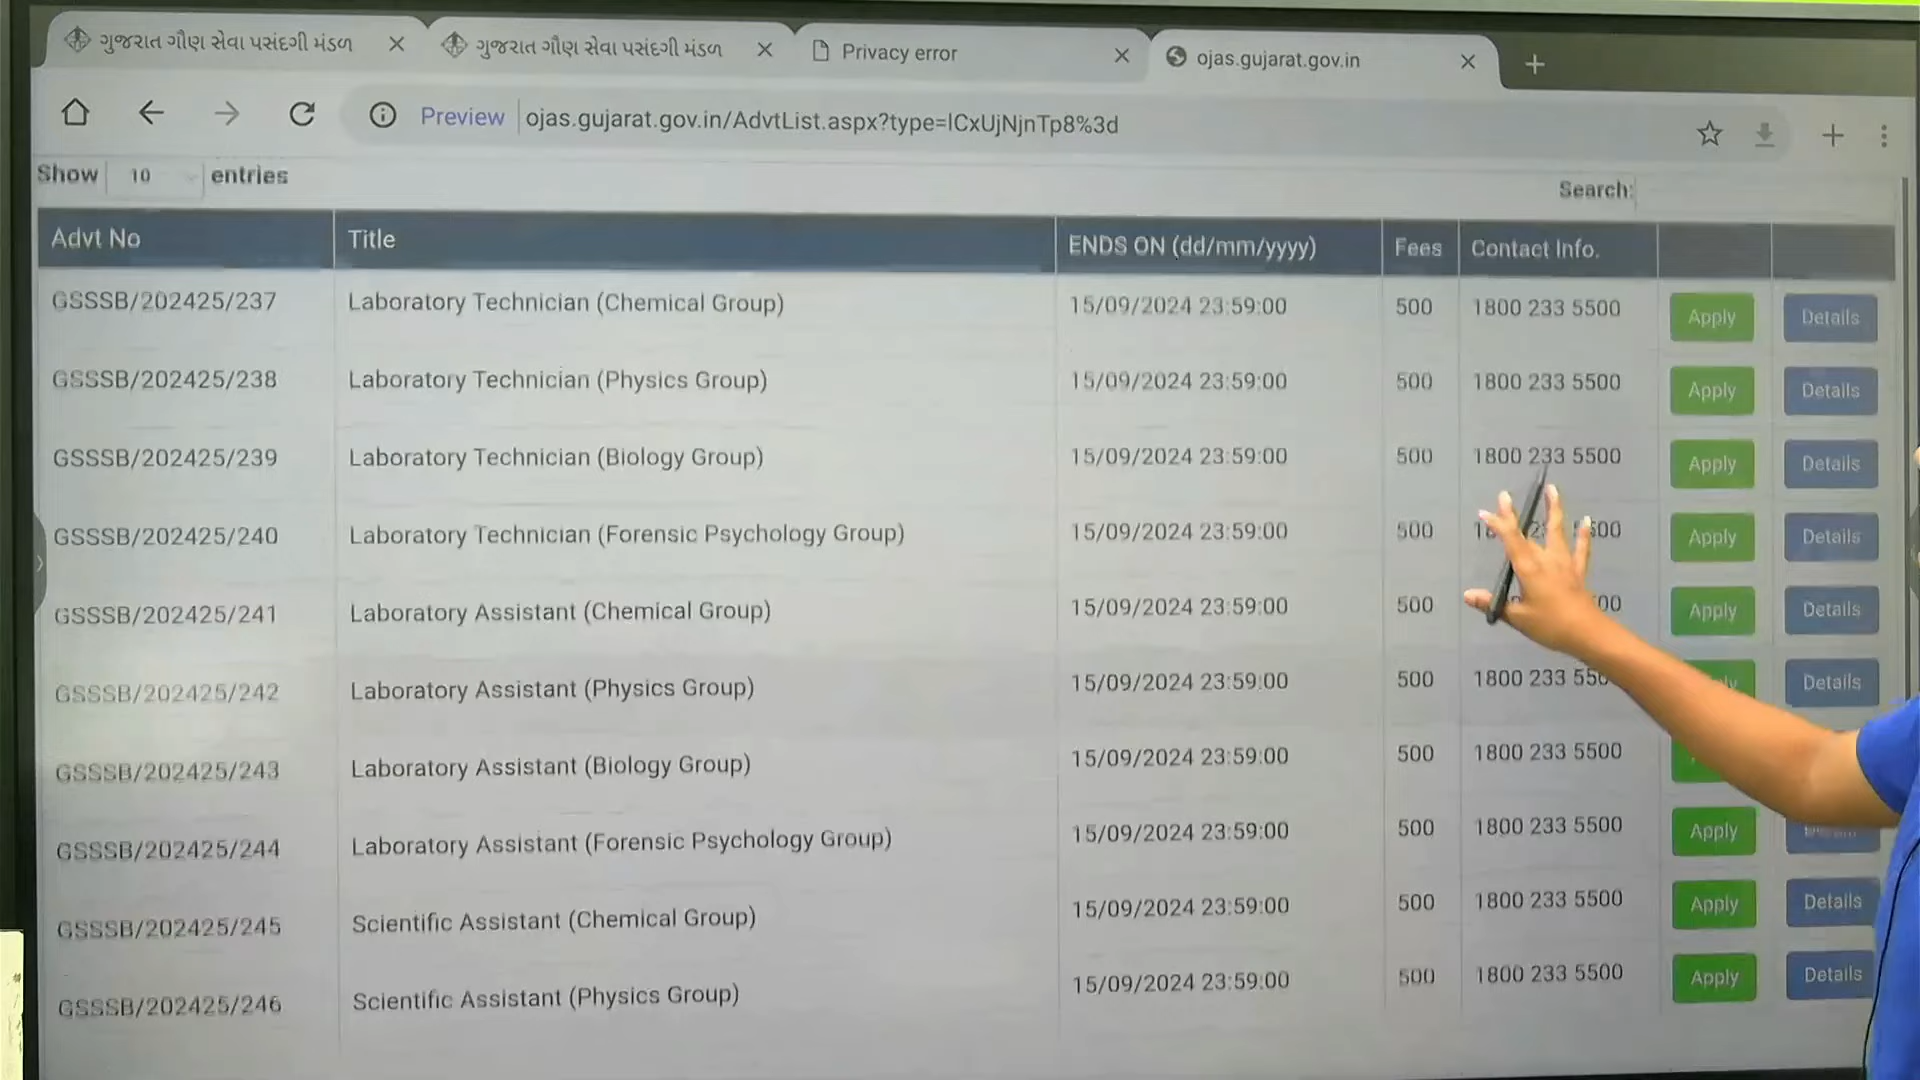 ગુજરાત ગૌણ સેવા પસંદગી મંડળ
ગુજરાત ગૌણ સેવા પસંદગી મંડળ
Privacy error
ojas.gujarat.gov.in
Preview ojas.gujarat.gov.in/AdvtList.aspx?type=lCxUjNjnTp8%3d
Show 10 entries
Search:
Advt No Title ENDS ON (dd/mm/yyyy) Fees Contact Info.
GSSSB/202425/237 Laboratory Technician (Chemical Group) 15/09/2024 23:59:00 500 1800 233 5500 Apply Details
GSSSB/202425/238 Laboratory Technician (Physics Group) 15/09/2024 23:59:00 500 1800 233 5500 Apply Details
GSSSB/202425/239 Laboratory Technician (Biology Group) 15/09/2024 23:59:00 500 1800 233 5500 Apply Details
GSSSB/202425/240 Laboratory Technician (Forensic Psychology Group) 15/09/2024 23:59:00 500 Apply Details
GSSSB/202425/241 Laboratory Assistant (Chemical Group) 15/09/2024 23:59:00 500 Apply Details
GSSSB/202425/242 Laboratory Assistant (Physics Group) 15/09/2024 23:59:00 500 1800 233 Details
GSSSB/202425/243 Laboratory Assistant (Biology Group) 15/09/2024 23:59:00 500 1800 233 5500
GSSSB/202425/244 Laboratory Assistant (Forensic Psychology Group) 15/09/2024 23:59:00 500 1800 233 5500 Apply
GSSSB/202425/245 Scientific Assistant (Chemical Group) 15/09/2024 23:59:00 500 1800 233 5500 Apply Details
GSSSB/202425/246 Scientific Assistant (Physics Group) 15/09/2024 23:59:00 500 1800 233 5500 Apply Details